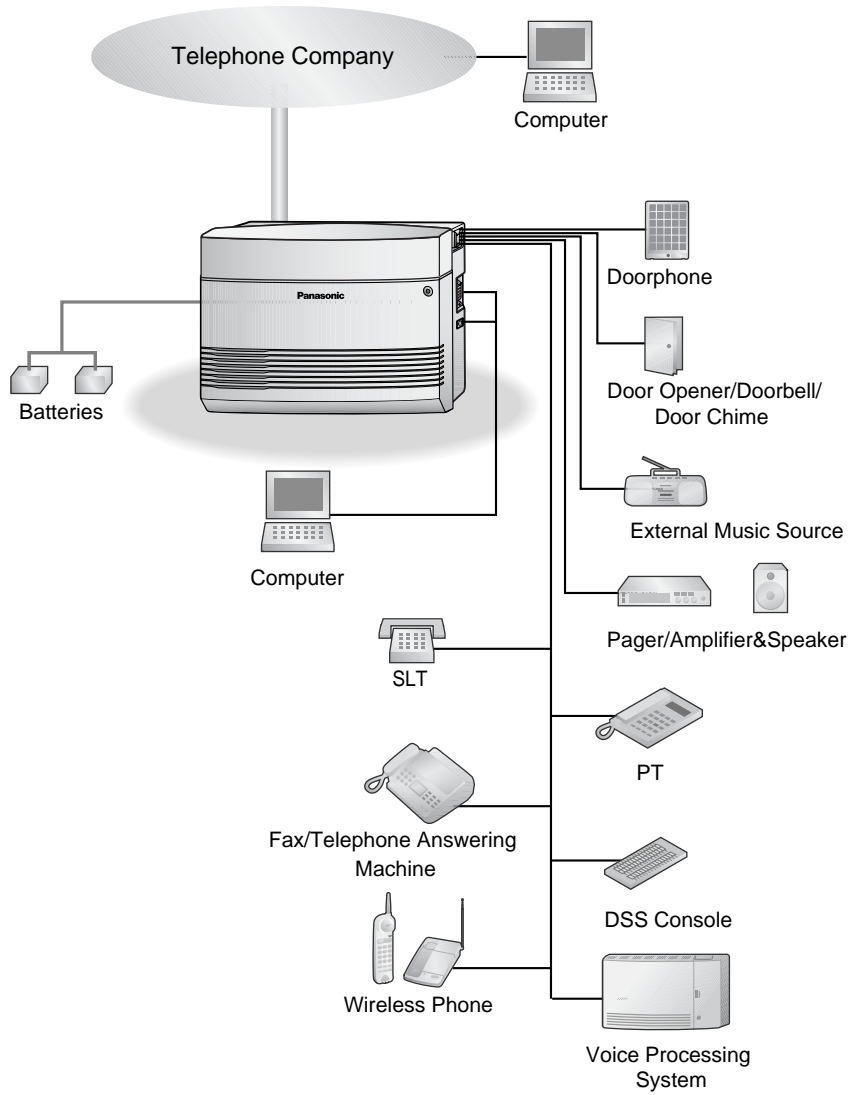 Telephone Company
Computer
Doorphone
Panasonic
Batteries
Door Opener/Doorbell/
Door Chime
External Music Source
Computer
Pager/Amplifier&Speaker
SLT
PT
Fax/Telephone Answering
Machine
DSS Console
Wireless Phone
Voice Processing
System